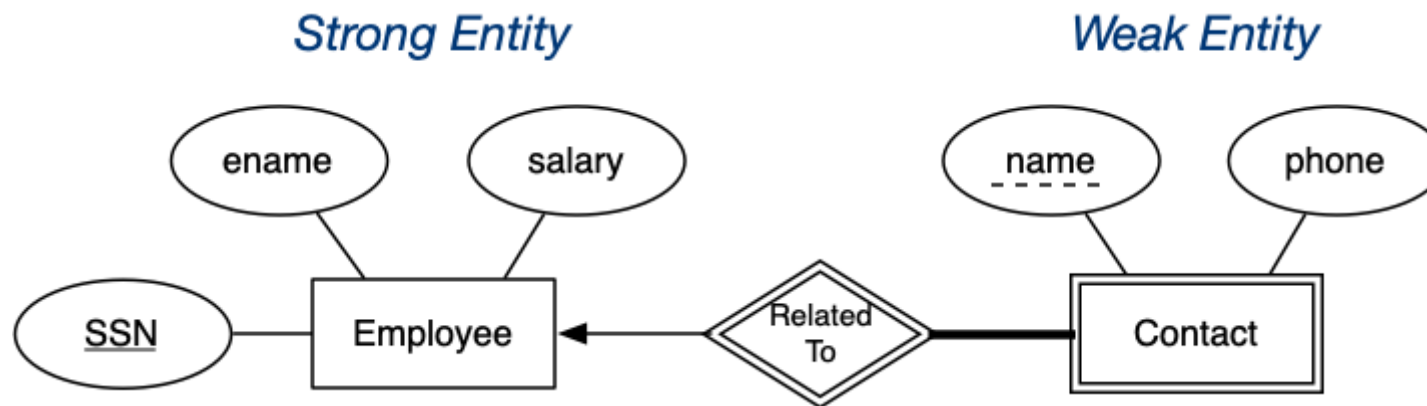 Strong Entity
Weak Entity
ename
salary
name
phone
SSN
Employee
Related
To
Contact